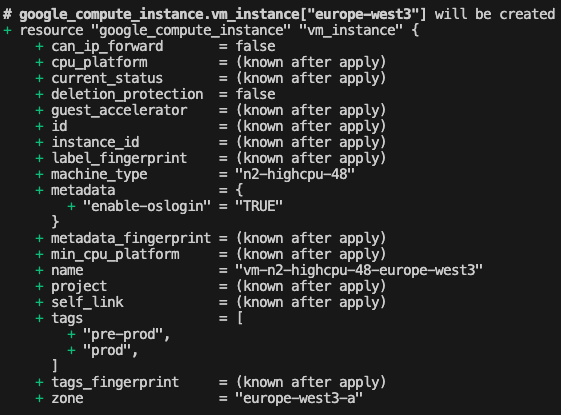 # google_compute_instance.vm_instance["europe-west3"] will be created
+ resource "google_compute_instance" "vm_instance" {
    + can_ip_forward       = false
    + cpu_platform         = (known after apply)
    + current_status       = (known after apply)
    + deletion_protection  = false
    + guest_accelerator    = (known after apply)
    + id                   = (known after apply)
    + instance_id          = (known after apply)
    + label_fingerprint    = (known after apply)
    + machine_type         = "n2-highcpu-48"
    + metadata             = {
        + "enable-oslogin" = "TRUE"
      }
    + metadata_fingerprint = (known after apply)
    + min_cpu_platform     = (known after apply)
    + name                 = "vm-n2-highcpu-48-europe-west3"
    + project              = (known after apply)
    + self_link            = (known after apply)
    + tags                 = [
        + "pre-prod",
        + "prod",
      ]
    + tags_fingerprint     = (known after apply)
    + zone                 = "europe-west3-a"